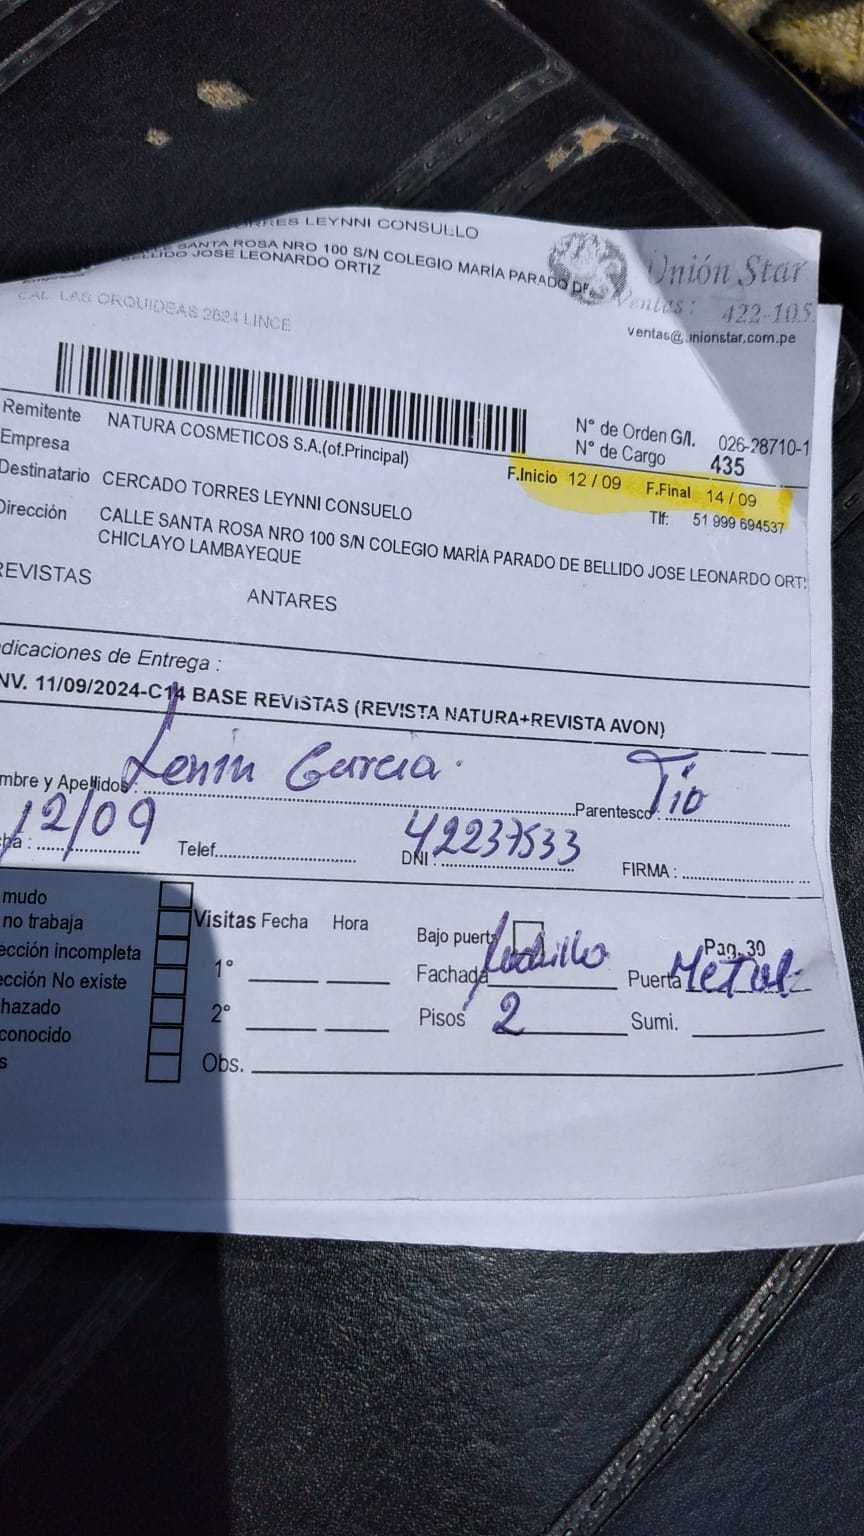 TORRES LEYNNI CONSULLO
SANTA ROSA NRO 100 S/N COLEGIO MARÍA PARADO DE
BELLIDO JOSE LEONARDO ORTIZ
CAL LAS ORQUIDEAS 2624 LINCE
Unión Star
Ventas: 422-105
ventas@unionstar.com.pe
Remitente NATURA COSMETICOS S.A.(of.Principal)
Empresa
N° de Orden G/I. 026-28710-1
N° de Cargo 435
F.Inicio 12 / 09 F.Final 14 / 09
Destinatario CERCADO TORRES LEYNNI CONSUELO
Tlf: 51 999 694537
Dirección CALLE SANTA ROSA NRO 100 S/N COLEGIO MARÍA PARADO DE BELLIDO JOSE LEONARDO ORTI
CHICLAYO LAMBAYEQUE
REVISTAS ANTARES
dicaciones de Entrega :
NV. 11/09/2024-C14 BASE REVISTAS (REVISTA NATURA+REVISTA AVON)
mbre y Apellidos : Lenin Garcia Parentesco : Tio
cha : 12/09 Telef. DNI : 42237533 FIRMA :
mudo
no trabaja
ección incompleta
ección No existe
hazado
conocido
s
Visitas Fecha Hora
1°
2°
Obs.
Bajo puerta Pag. 30
Fachada Ladrillo Puerta Metal
Pisos 2 Sumi.